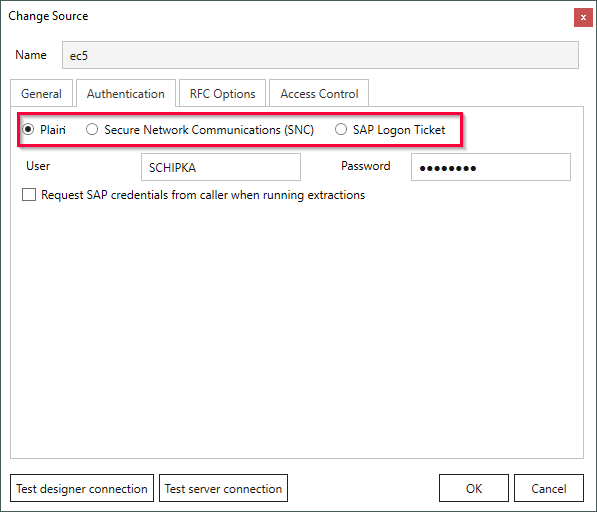 Change Source
x
Name ec5
General Authentication RFC Options Access Control
Plain Secure Network Communications (SNC) SAP Logon Ticket
User SCHIPKA Password ●●●●●●●●
Request SAP credentials from caller when running extractions
Test designer connection Test server connection OK Cancel